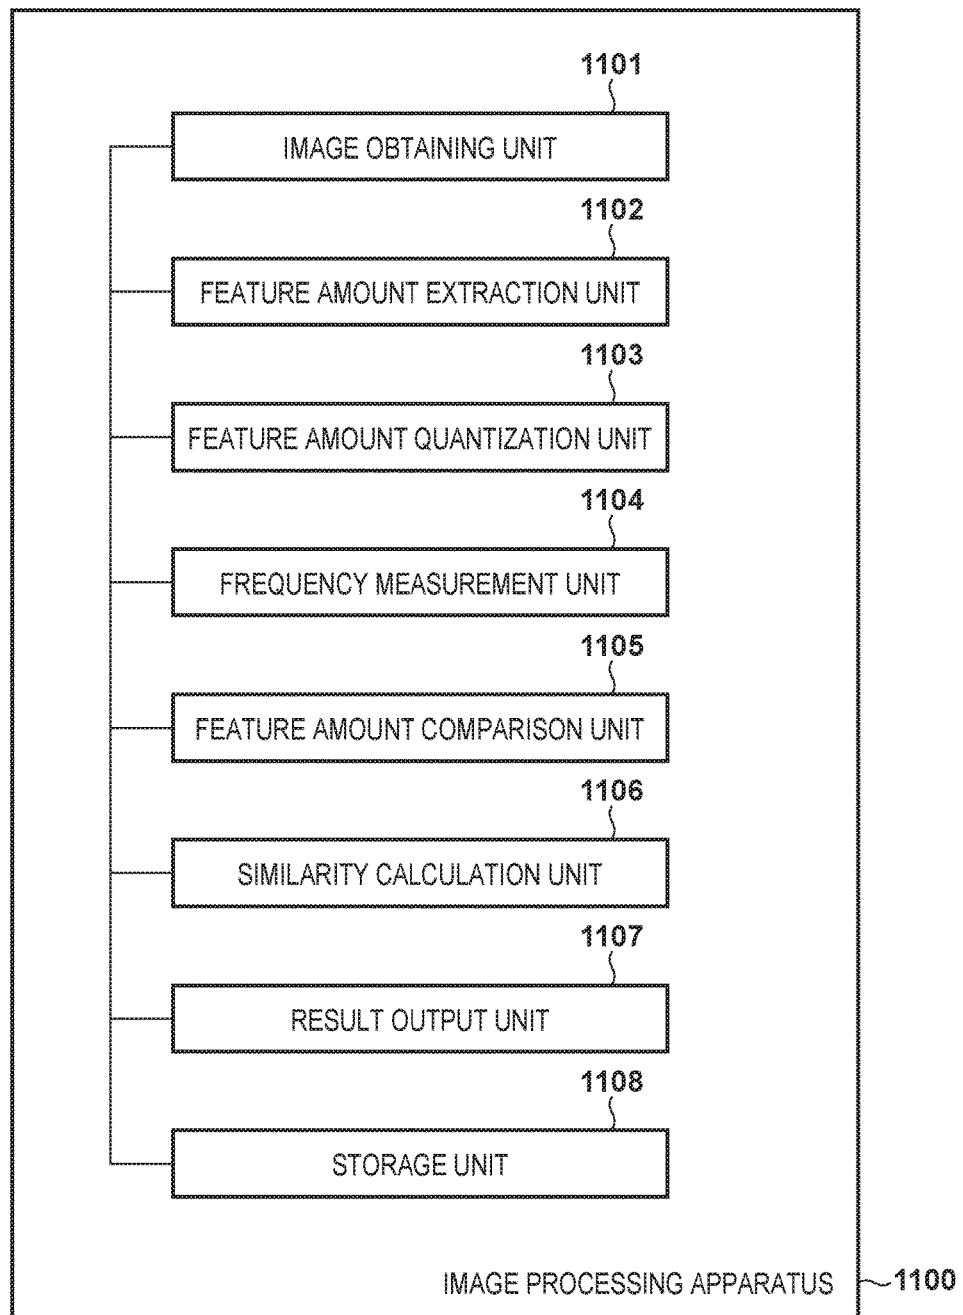 1101
IMAGE OBTAINING UNIT
1102
FEATURE AMOUNT EXTRACTION UNIT
1103
FEATURE AMOUNT QUANTIZATION UNIT
1104
FREQUENCY MEASUREMENT UNIT
1105
FEATURE AMOUNT COMPARISON UNIT
1106
SIMILARITY CALCULATION UNIT
1107
RESULT OUTPUT UNIT
1108
STORAGE UNIT
IMAGE PROCESSING APPARATUS 1100